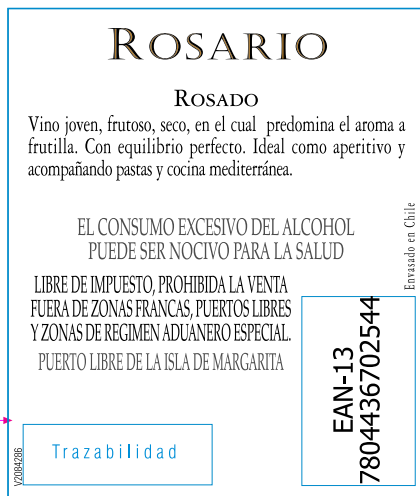 ROSARIO
ROSADO
Vino joven, frutoso, seco, en el cual predomina el aroma a
frutilla. Con equilibrio perfecto. Ideal como aperitivo y
acompañando pastas y cocina mediterránea.
EL CONSUMO EXCESIVO DEL ALCOHOL
PUEDE SER NOCIVO PARA LA SALUD
LIBRE DE IMPUESTO, PROHIBIDA LA VENTA
FUERA DE ZONAS FRANCAS, PUERTOS LIBRES
Y ZONAS DE REGIMEN ADUANERO ESPECIAL.
PUERTO LIBRE DE LA ISLA DE MARGARITA
Envasado en Chile
EAN-13
7804436702544
Trazabilidad
V2084286